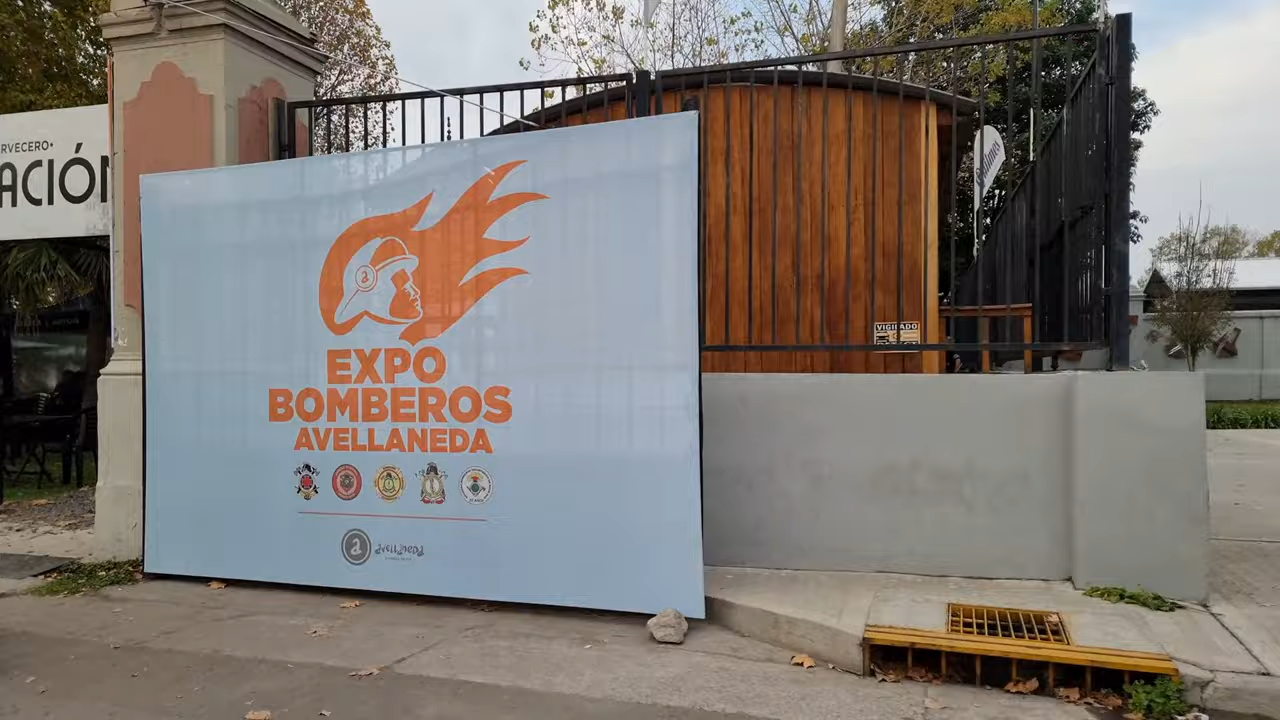 RVECERO•
ACIÓN
EXPO
BOMBEROS
AVELLANEDA
a
avellaneda
VIGILADO